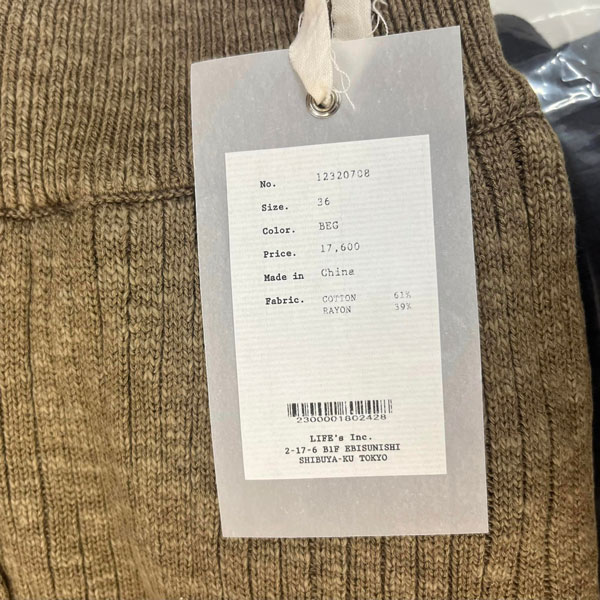 No. 12320708
Size. 36
Color. BEG
Price. 17,600
Made in China
Fabric. COTTON 61%
RAYON 39%
2300001802428
LIFE's Inc.
2-17-6 B1F EBISUNISHI
SHIBUYA-KU TOKYO